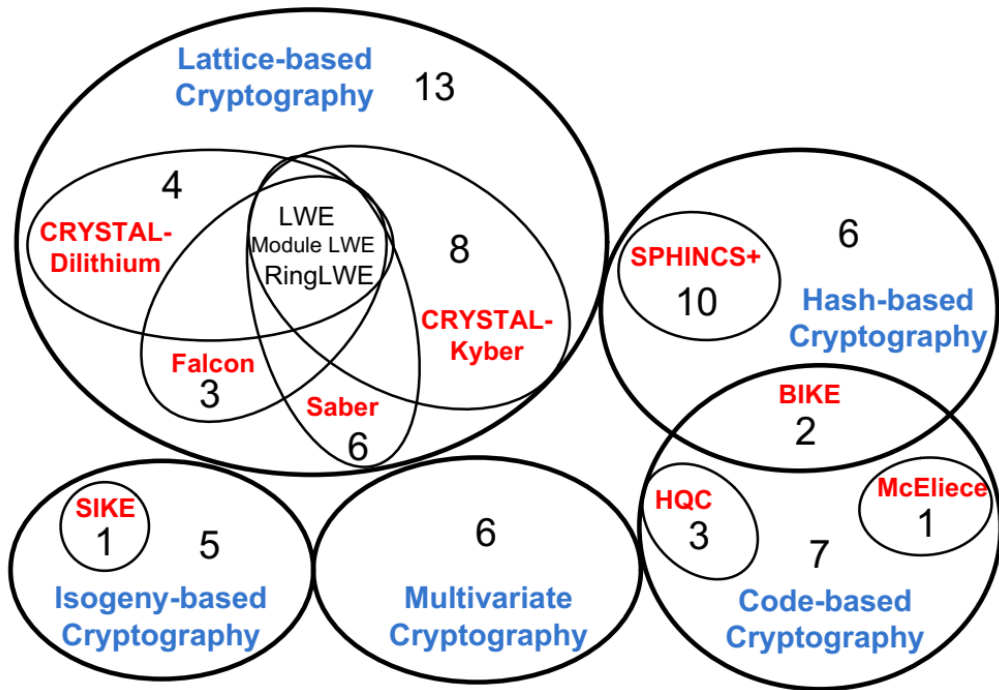 Lattice-based
Cryptography
13
4
CRYSTAL-
Dilithium
LWE
Module LWE
RingLWE
8
CRYSTAL-
Kyber
Falcon
3
Saber
6
SPHINCS+
10
6
Hash-based
Cryptography
BIKE
2
HQC
3
McEliece
1
7
Code-based
Cryptography
SIKE
1
5
Isogeny-based
Cryptography
6
Multivariate
Cryptography